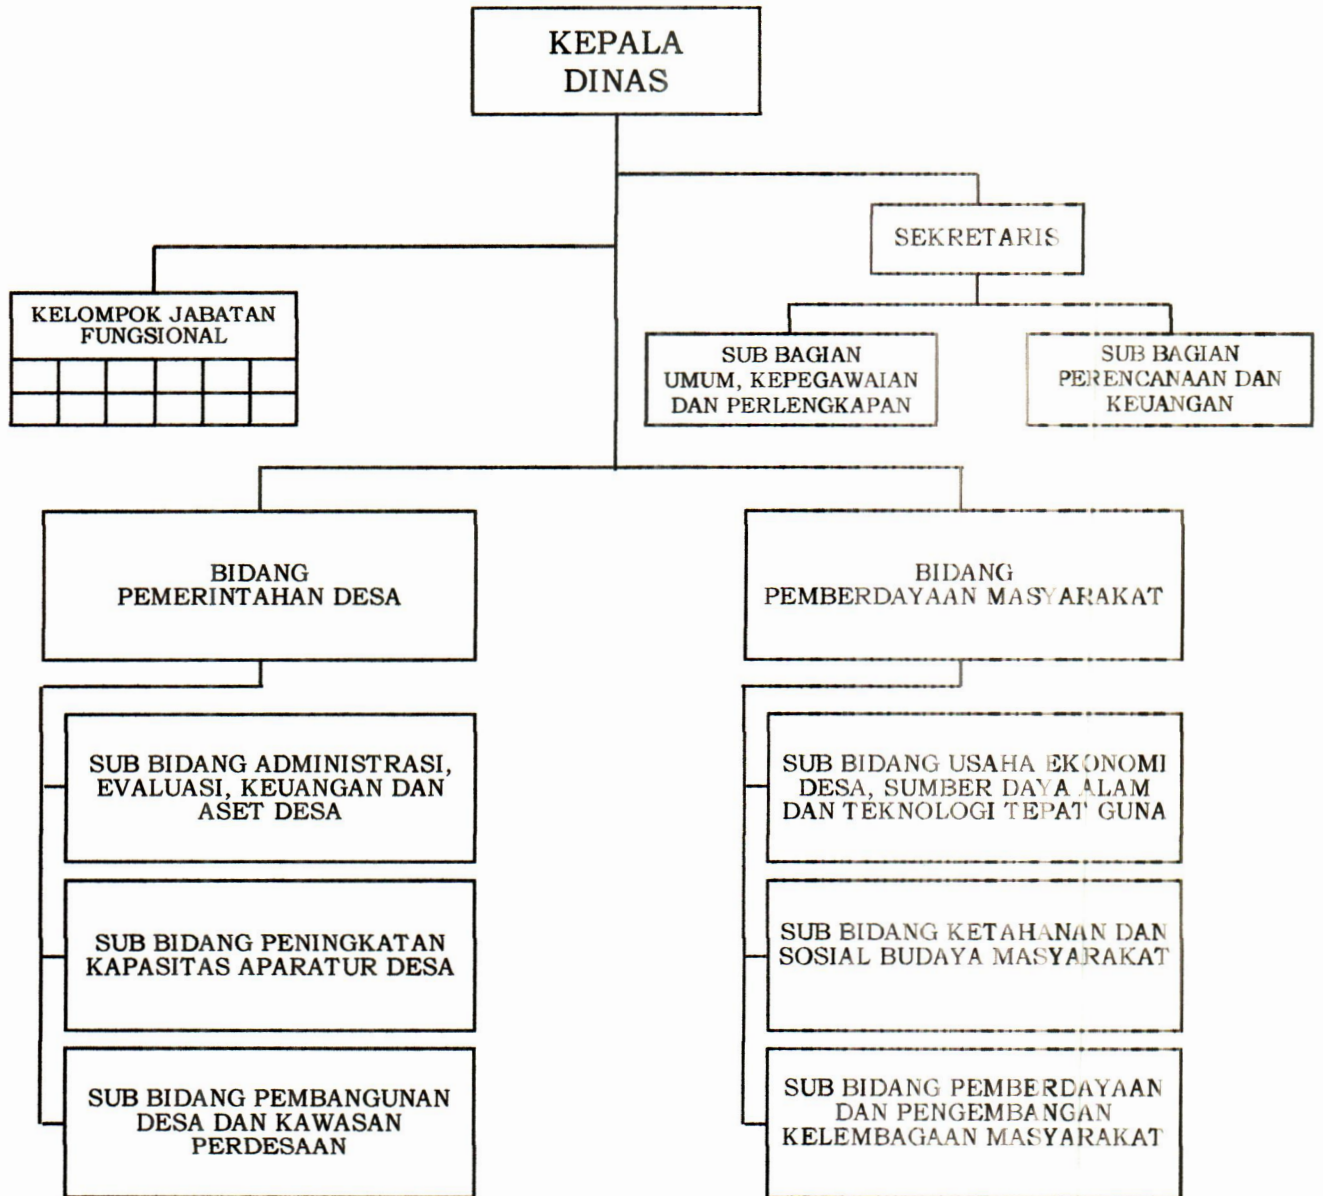 KEPALA
DINAS
SEKRETARIS
KELOMPOK JABATAN
FUNGSIONAL
SUB BAGIAN
UMUM, KEPEGAWAIAN
DAN PERLENGKAPAN
SUB BAGIAN
PERENCANAAN DAN
KEUANGAN
BIDANG
PEMERINTAHAN DESA
BIDANG
PEMBERDAYAAN MASYARAKAT
SUB BIDANG ADMINISTRASI,
EVALUASI, KEUANGAN DAN
ASET DESA
SUB BIDANG USAHA EKONOMI
DESA, SUMBER DAYA ALAM
DAN TEKNOLOGI TEPAT GUNA
SUB BIDANG PENINGKATAN
KAPASITAS APARATUR DESA
SUB BIDANG KETAHANAN DAN
SOSIAL BUDAYA MASYARAKAT
SUB BIDANG PEMBANGUNAN
DESA DAN KAWASAN
PERDESAAN
SUB BIDANG PEMBERDAYAAN
DAN PENGEMBANGAN
KELEMBAGAAN MASYARAKAT